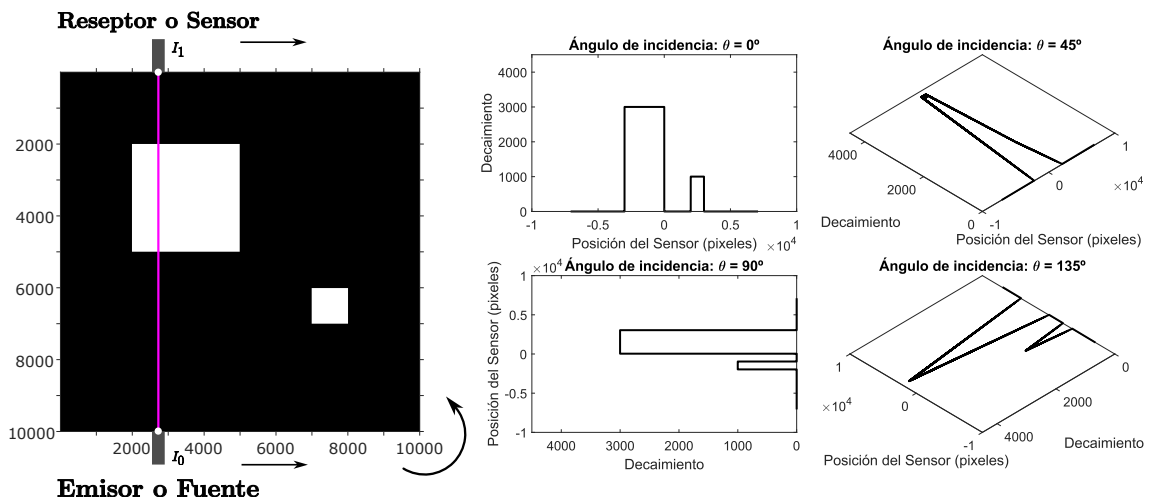 Reseptor o Sensor
I1
2000
4000
6000
8000
10000
2000 4000 6000 8000 10000
I0
Emisor o Fuente
Ángulo de incidencia: θ = 0º
Decaimiento
4000
3000
2000
1000
0
-1 -0.5 0 0.5 1
Posición del Sensor (pixeles) ×10^4
Ángulo de incidencia: θ = 45º
4000
2000
0
Decaimiento
-1
0
1
×10^4
Posición del Sensor (pixeles)
×10^4 Ángulo de incidencia: θ = 90º
Posición del Sensor (pixeles)
1
0.5
0
-0.5
-1
4000 3000 2000 1000 0
Decaimiento
Ángulo de incidencia: θ = 135º
1
×10^4
0
-1
Posición del Sensor (pixeles)
0
2000
4000
Decaimiento